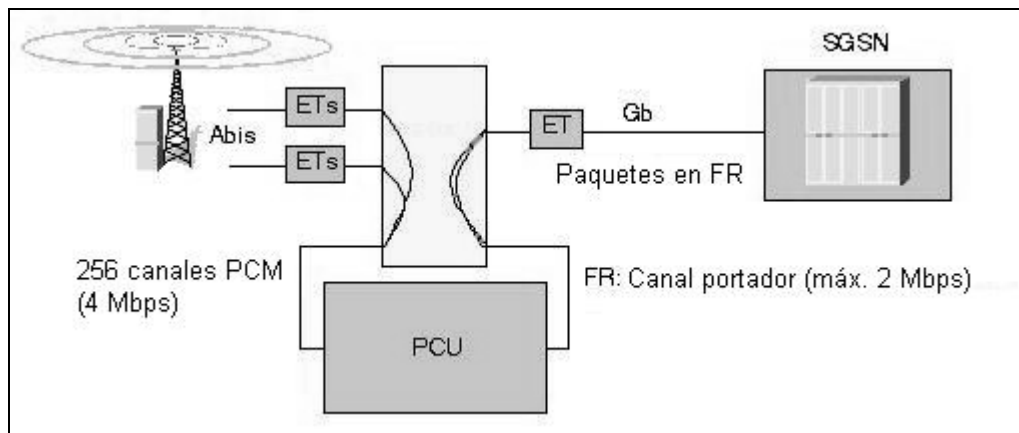 SGSN
ETs
Abis
ETs
ET
Gb
Paquetes en FR
256 canales PCM
(4 Mbps)
FR: Canal portador (máx. 2 Mbps)
PCU